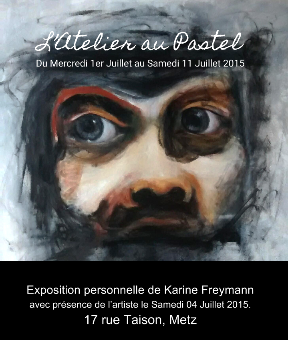 L'Atelier au Pastel
Du Mercredi 1er Juillet au Samedi 11 Juillet 2015
Exposition personnelle de Karine Freymann
avec présence de l'artiste le Samedi 04 Juillet 2015.
17 rue Taison, Metz